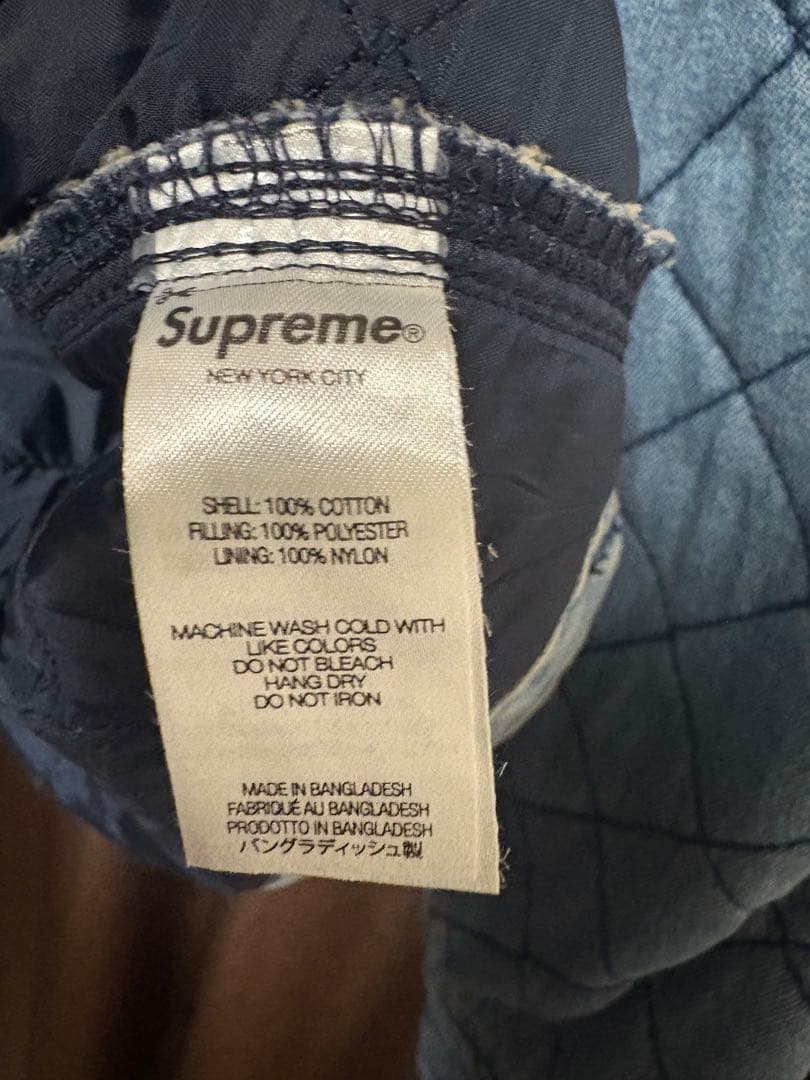 Supreme®
NEW YORK CITY
SHELL: 100% COTTON
FILLING: 100% POLYESTER
LINING: 100% NYLON
MACHINE WASH COLD WITH
LIKE COLORS
DO NOT BLEACH
HANG DRY
DO NOT IRON
MADE IN BANGLADESH
FABRIQUÉ AU BANGLADESH
PRODOTTO IN BANGLADESH
バングラディッシュ製